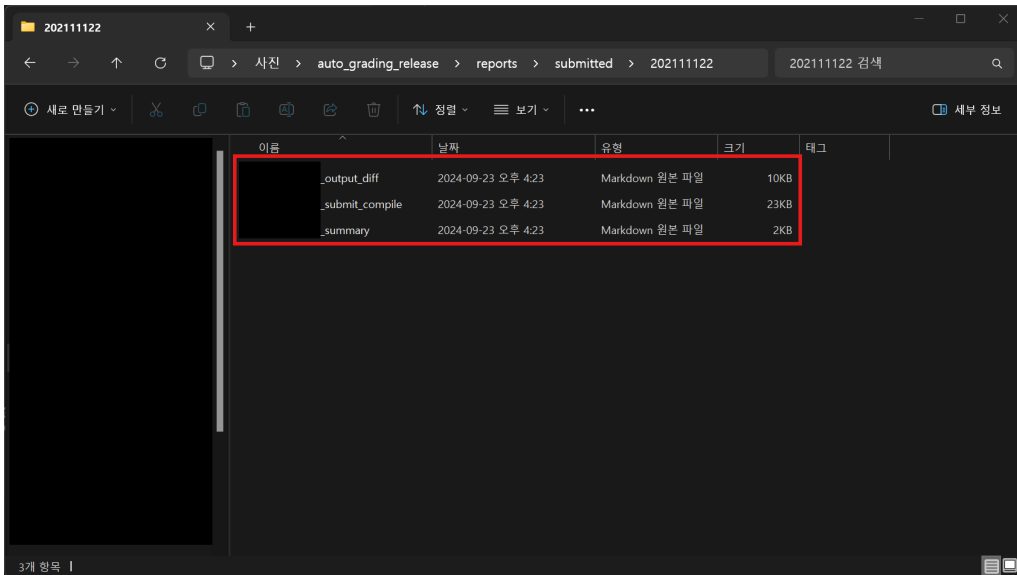 202111122
사진 > auto_grading_release > reports > submitted > 202111122
202111122 검색
새로 만들기
정렬
보기
세부 정보
이름 날짜 유형 크기 태그
_output_diff 2024-09-23 오후 4:23 Markdown 원본 파일 10KB
_submit_compile 2024-09-23 오후 4:23 Markdown 원본 파일 23KB
_summary 2024-09-23 오후 4:23 Markdown 원본 파일 2KB
3개 항목